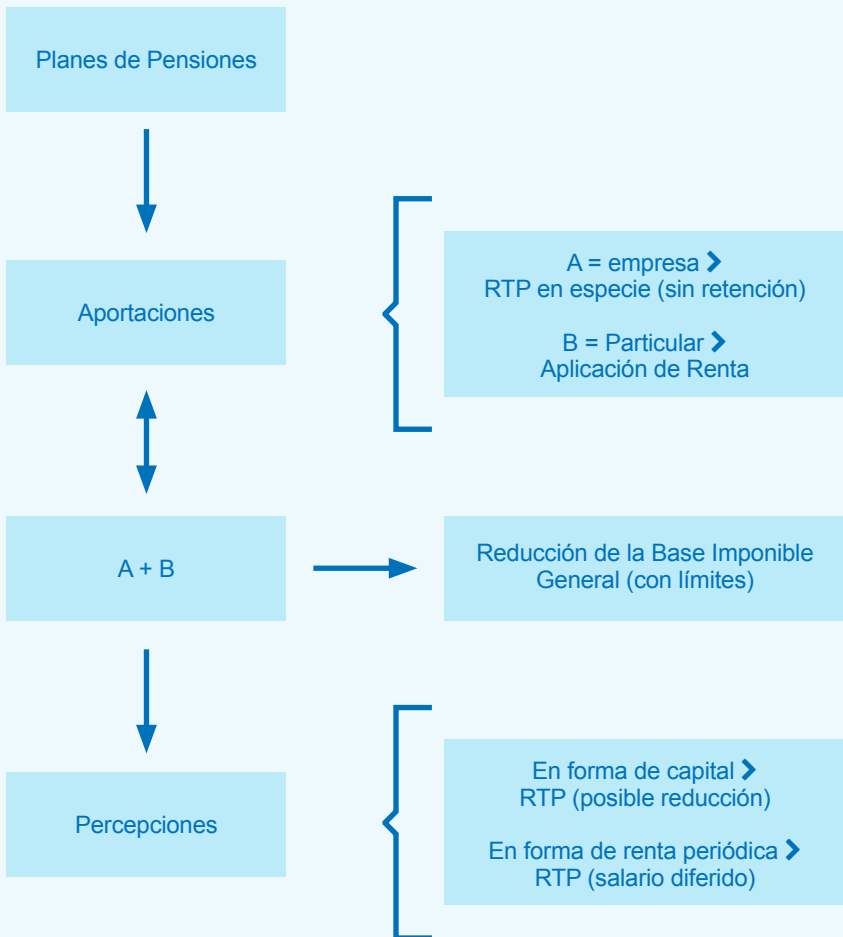 Planes de Pensiones
Aportaciones
A = empresa >
RTP en especie (sin retención)
B = Particular >
Aplicación de Renta
A + B
Reducción de la Base Imponible
General (con límites)
Percepciones
En forma de capital >
RTP (posible reducción)
En forma de renta periódica >
RTP (salario diferido)